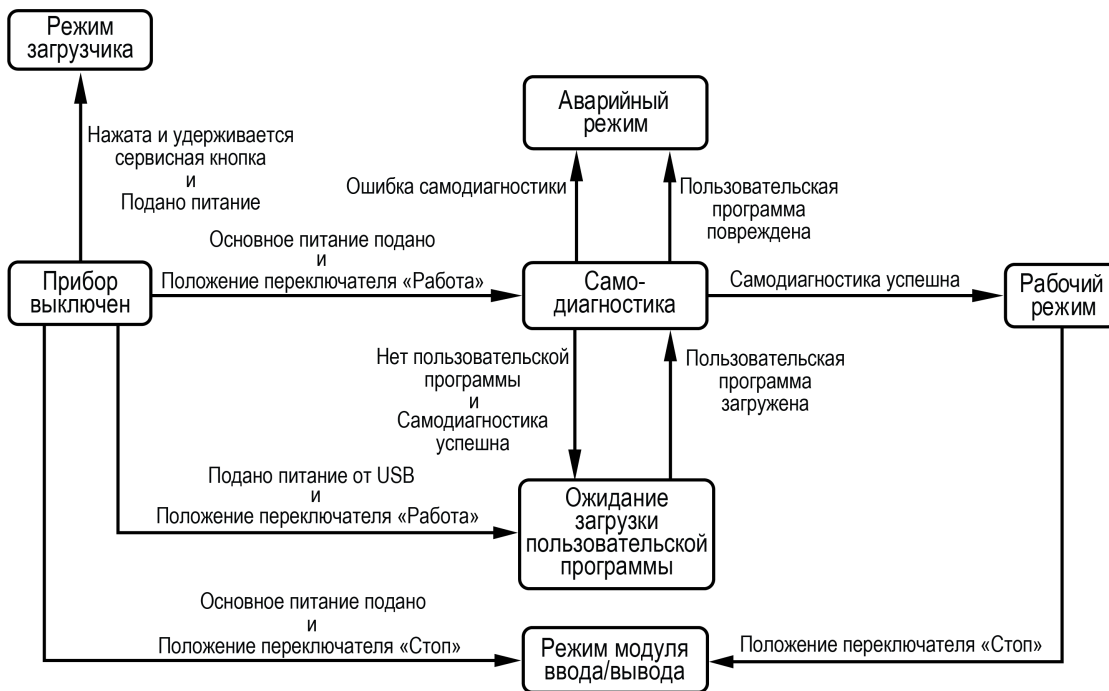 Режим
загрузчика
Нажата и удерживается
сервисная кнопка
и
Подано питание
Аварийный
режим
Ошибка самодиагностики
Пользовательская
программа
повреждена
Основное питание подано
и
Положение переключателя «Работа»
Прибор
выключен
Само-
диагностика
Самодиагностика успешна
Рабочий
режим
Нет пользовательской
программы
и
Самодиагностика
успешна
Пользовательская
программа
загружена
Подано питание от USB
и
Положение переключателя «Работа»
Ожидание
загрузки
пользовательской
программы
Основное питание подано
и
Положение переключателя «Стоп»
Режим модуля
ввода/вывода
Положение переключателя «Стоп»